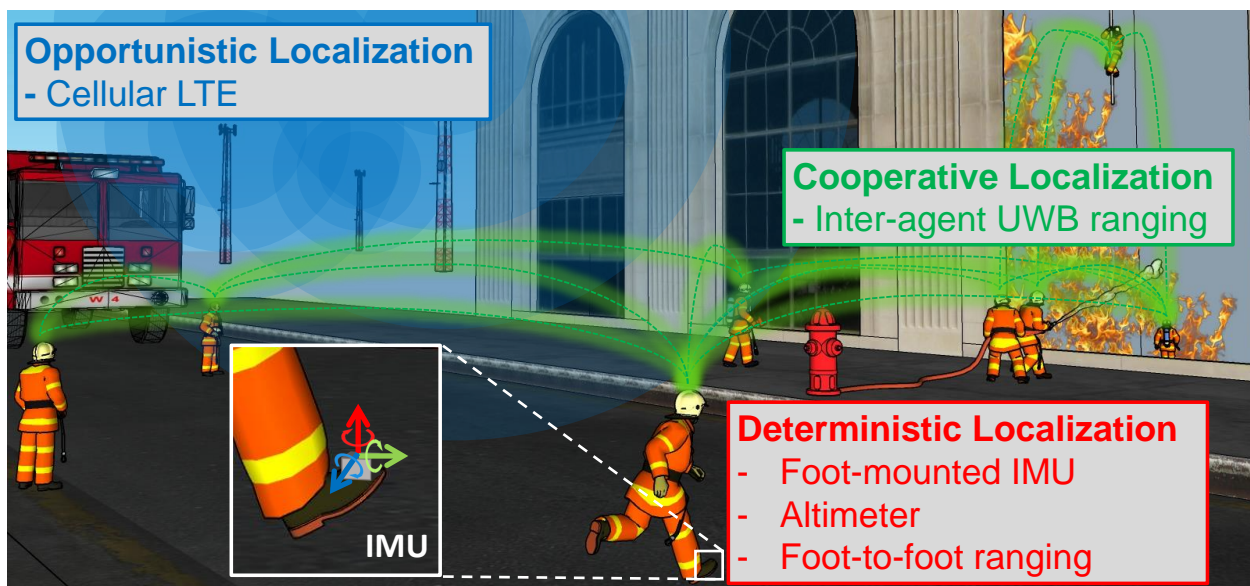 Opportunistic Localization
- Cellular LTE
Cooperative Localization
- Inter-agent UWB ranging
W 4
Deterministic Localization
- Foot-mounted IMU
- Altimeter
- Foot-to-foot ranging
IMU